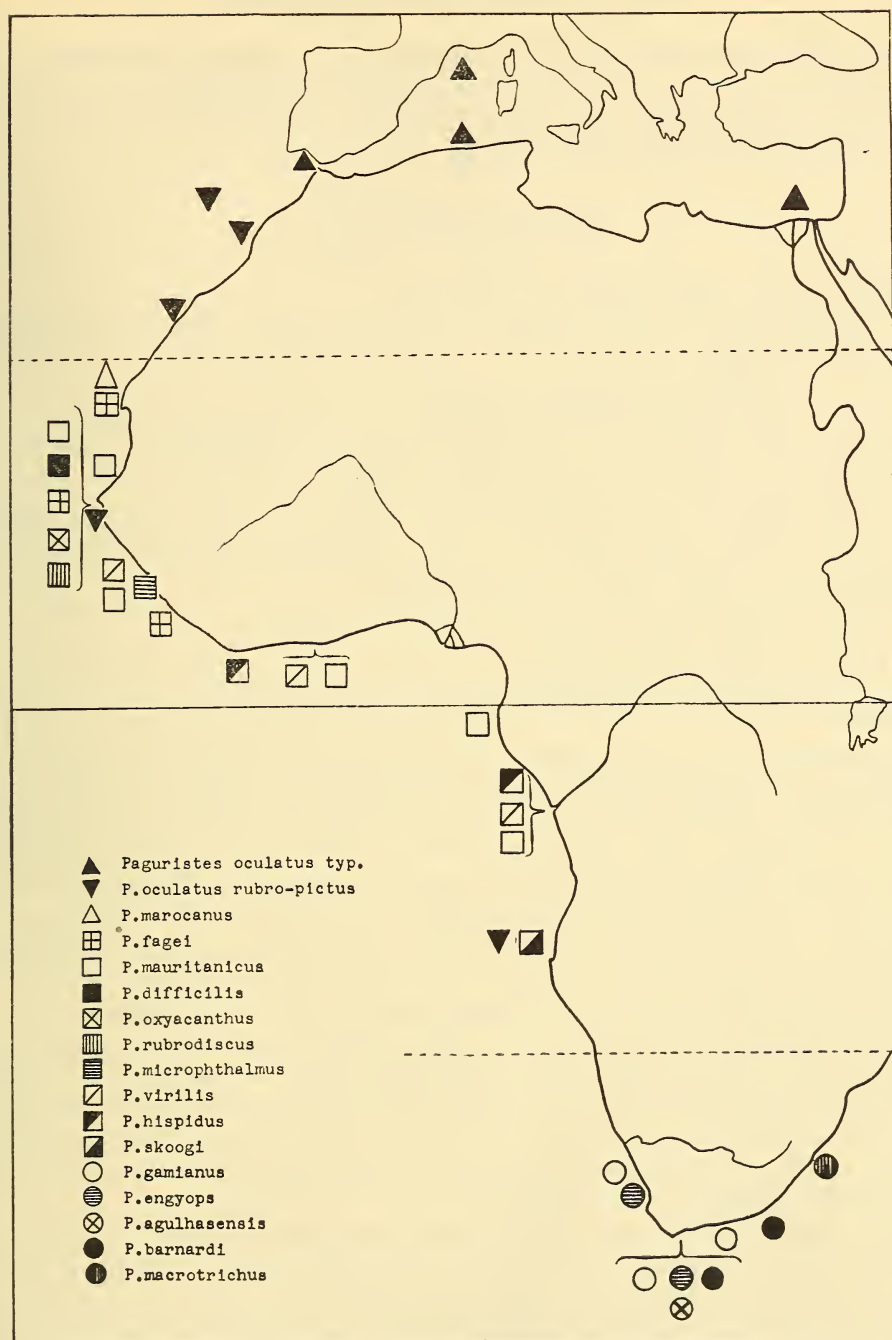 Paguristes oculatus typ.
P.oculatus rubro-pictus
P.marocanus
P.fagei
P.mauritanicus
P.difficilis
P.oxyacanthus
P.rubrodiscus
P.microphthalmus
P.virilis
P.hispidus
P.skoogi
P.gamianus
P.engyops
P.agulhasensis
P.barnardi
P.macrotrichus